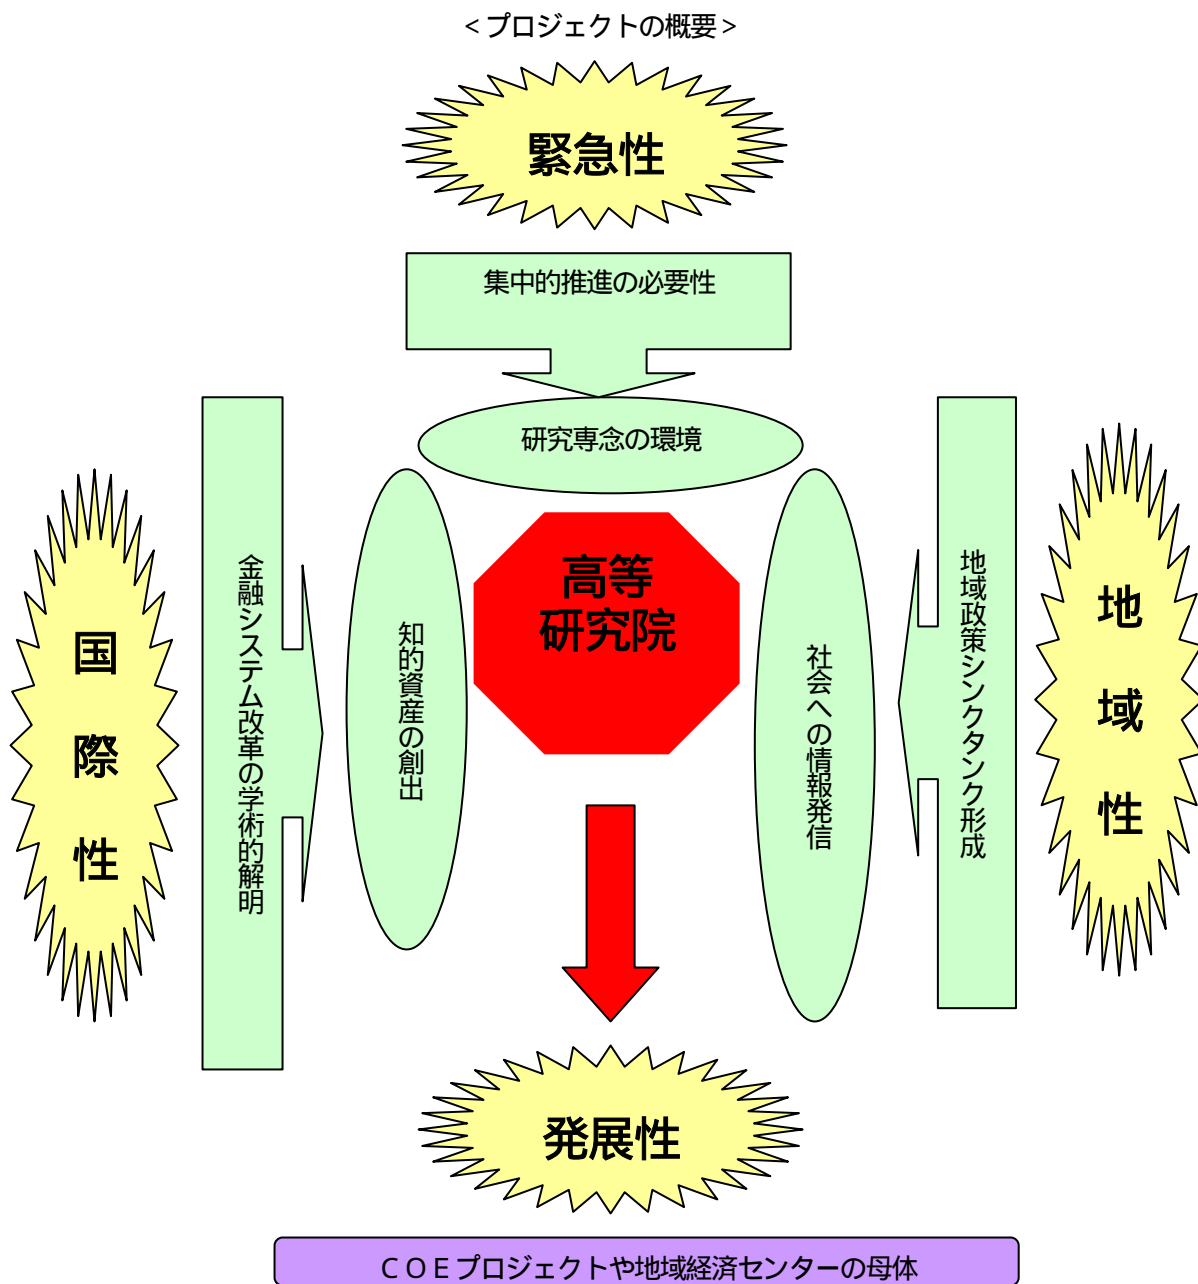 <プロジェクトの概要>
緊急性
集中的推進の必要性
研究専念の環境
国際性
金融システム改革の学術的解明
知的資産の創出
高等
研究院
社会への情報発信
地域政策シンクタンク形成
地域性
発展性
ＣＯＥプロジェクトや地域経済センターの母体